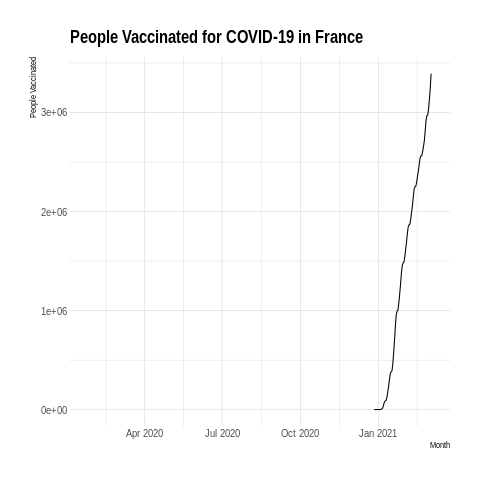 People Vaccinated for COVID-19 in France
People Vaccinated
3e+06
2e+06
1e+06
0e+00
Apr 2020 Jul 2020 Oct 2020 Jan 2021
Month